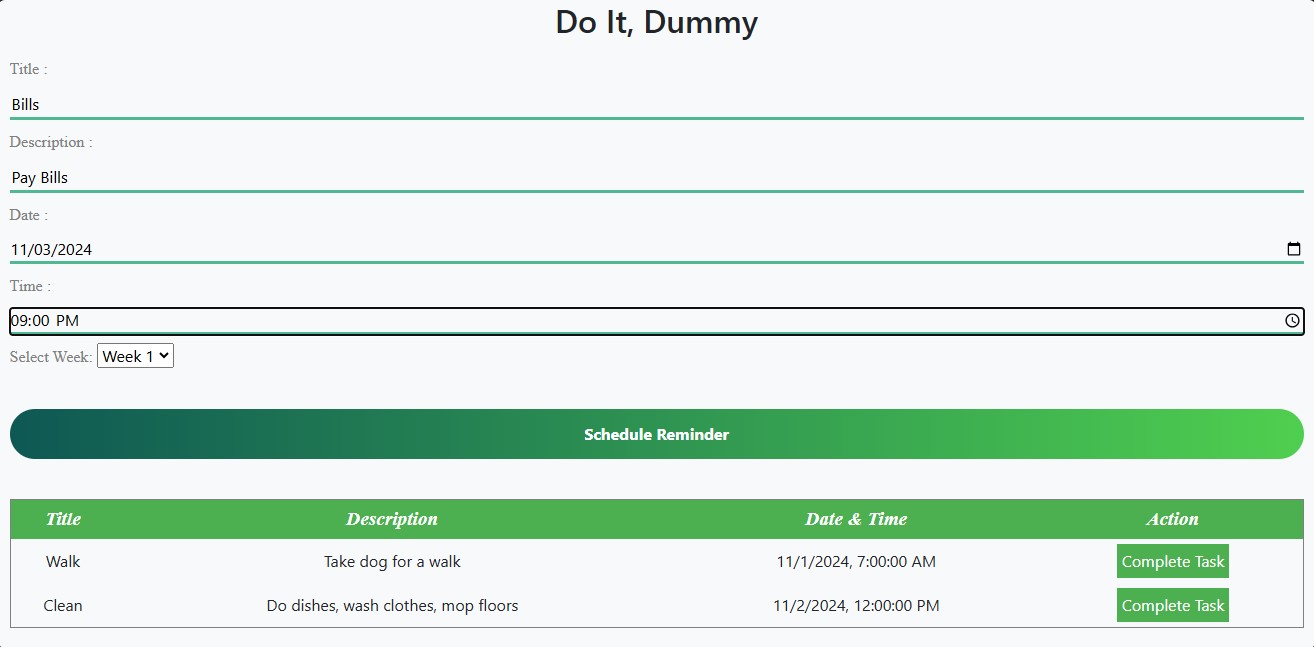 Do It, Dummy
Title :
Bills
Description :
Pay Bills
Date :
11/03/2024
Time :
09:00 PM
Select Week: Week 1
Schedule Reminder
Title Description Date & Time Action
Walk Take dog for a walk 11/1/2024, 7:00:00 AM Complete Task
Clean Do dishes, wash clothes, mop floors 11/2/2024, 12:00:00 PM Complete Task